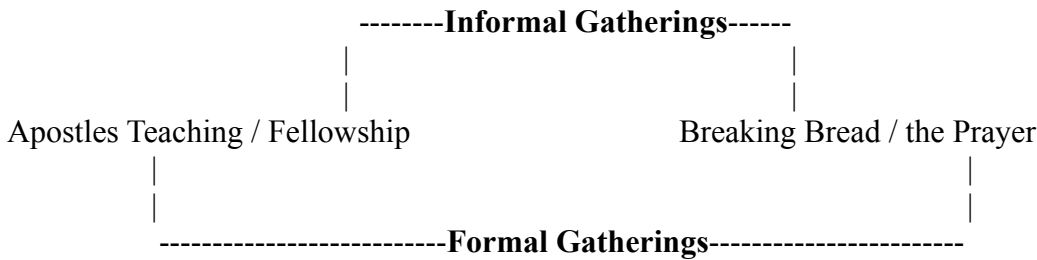 --------Informal Gatherings------
Apostles Teaching / Fellowship Breaking Bread / the Prayer
---------------------------Formal Gatherings------------------------